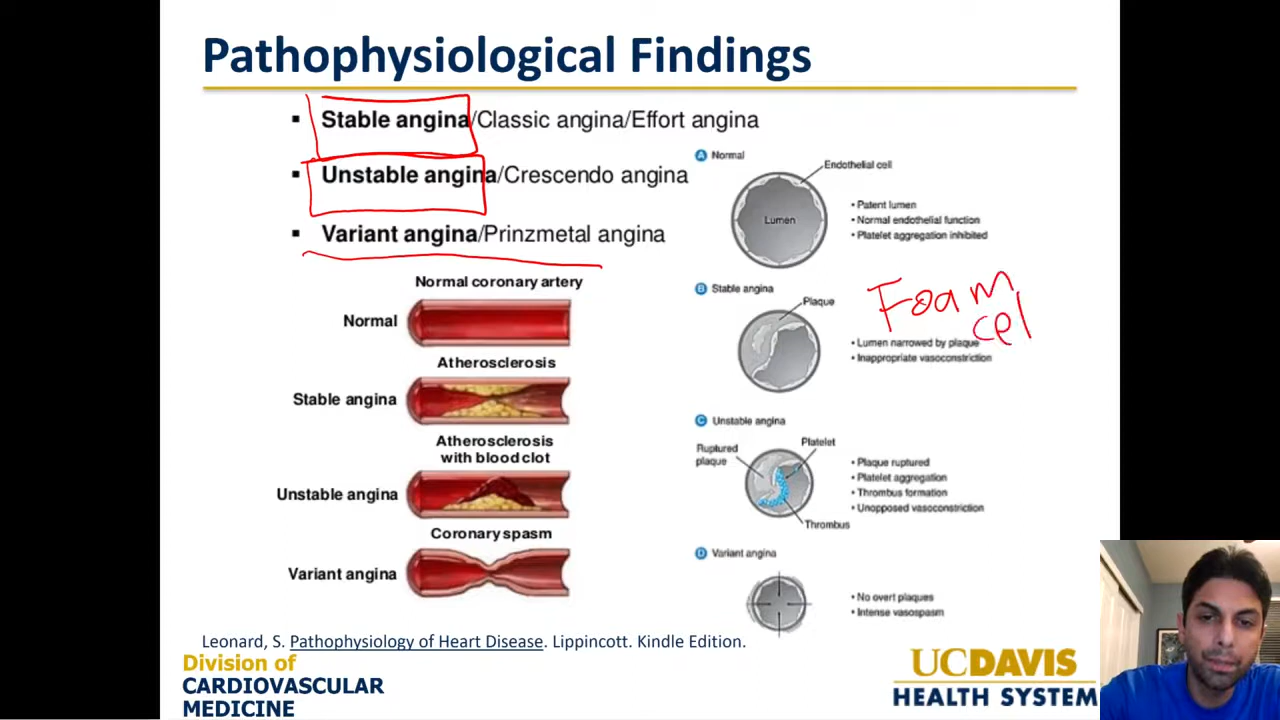 Pathophysiological Findings
▪ Stable angina/Classic angina/Effort angina
▪ Unstable angina/Crescendo angina
▪ Variant angina/Prinzmetal angina
Normal coronary artery
Normal
Atherosclerosis
Stable angina
Atherosclerosis
with blood clot
Unstable angina
Coronary spasm
Variant angina
A Normal
Endothelial cell
Lumen
• Patent lumen
• Normal endothelial function
• Platelet aggregation inhibited
B Stable angina
Plaque
Foam
cel
• Lumen narrowed by plaque
• Inappropriate vasoconstriction
C Unstable angina
Ruptured
plaque
Platelet
Thrombus
• Plaque ruptured
• Platelet aggregation
• Thrombus formation
• Unopposed vasoconstriction
D Variant angina
• No overt plaques
• Intense vasospasm
Leonard, S. Pathophysiology of Heart Disease. Lippincott. Kindle Edition.
Division of
CARDIOVASCULAR
MEDICINE
UCDAVIS
HEALTH SYSTEM